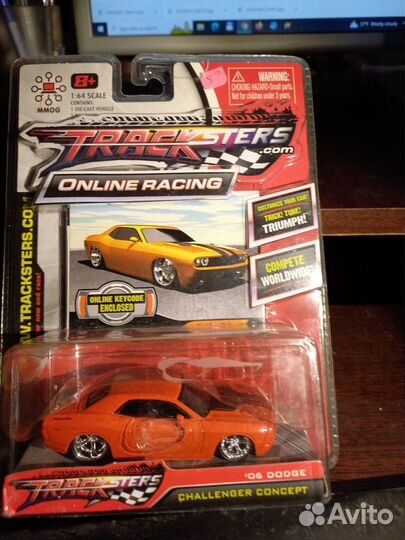 MMOG
8+
1:64 SCALE
CONTAINS:
1 DIE CAST VEHICLE
WARNING:
CHOKING HAZARD-Small parts.
Not for children under 3 years.
TRACKSTERS
.com
ONLINE RACING
CUSTOMIZE YOUR CAR!
TRICK! TUNE!
TRIUMPH!
COMPETE
WORLDWIDE!
ONLINE KEYCODE
ENCLOSED
WWW.TRACKSTERS.COM
TRACKSTERS
'06 DODGE
CHALLENGER CONCEPT
Avito